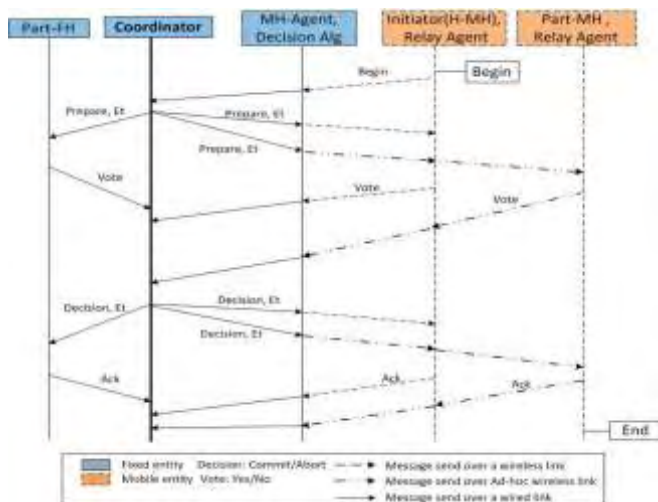 Part-FH
Coordinator
MH-Agent,
Decision Alg
Initiator(H-MH),
Relay Agent
Part-MH ,
Relay Agent
Begin
Begin
Prepare, Et
Prepare, Et
Prepare, Et
Vote
Vote
Vote
Decision, Et
Decision, Et
Decision, Et
Ack
Ack
Ack
End
Fixed entity Decision: Commit/Abort
Mobile entity Vote: Yes/No
Message send over a wireless link
Message send over Ad-hoc wireless link
Message send over a wired link